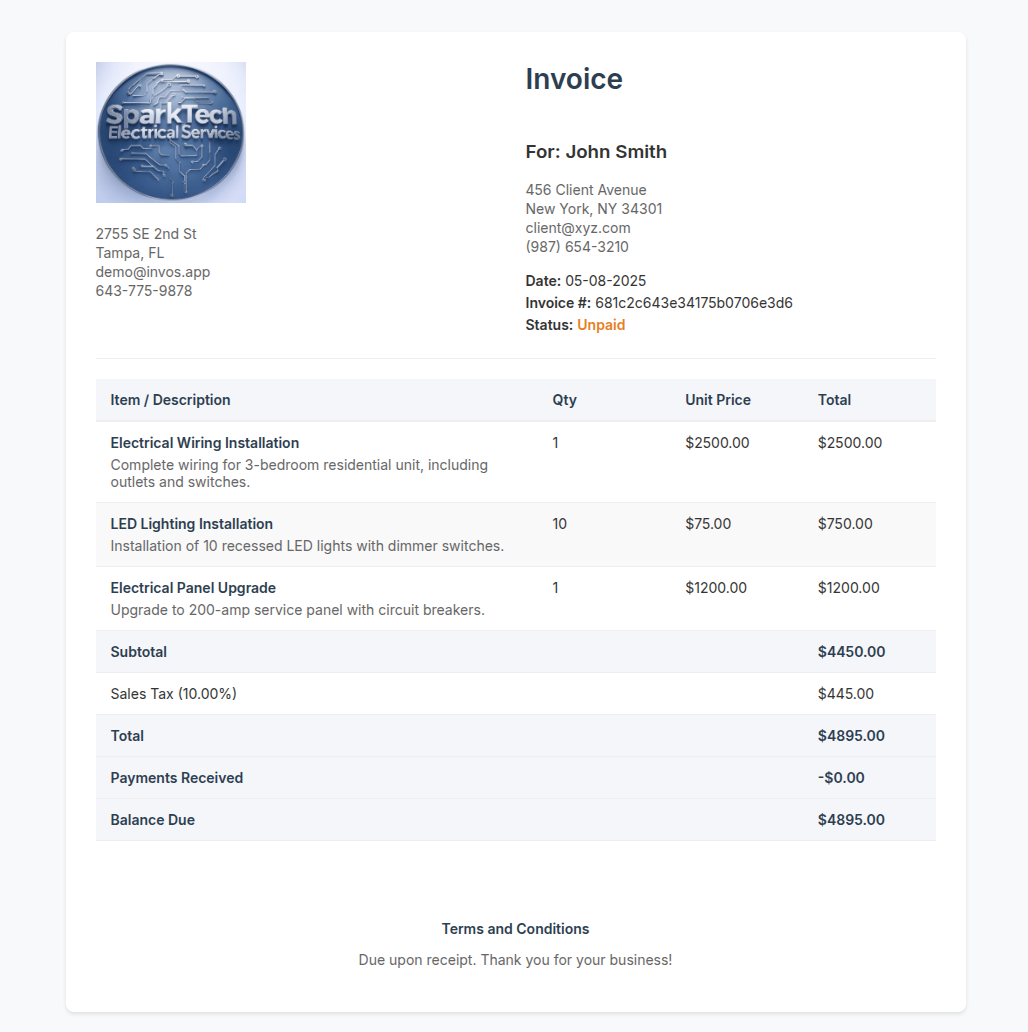 SparkTech
Electrical Services
2755 SE 2nd St
Tampa, FL
demo@invos.app
643-775-9878
Invoice
For: John Smith
456 Client Avenue
New York, NY 34301
client@xyz.com
(987) 654-3210
Date: 05-08-2025
Invoice #: 681c2c643e34175b0706e3d6
Status: Unpaid
Item / Description Qty Unit Price Total
Electrical Wiring Installation 1 $2500.00 $2500.00
Complete wiring for 3-bedroom residential unit, including
outlets and switches.
LED Lighting Installation 10 $75.00 $750.00
Installation of 10 recessed LED lights with dimmer switches.
Electrical Panel Upgrade 1 $1200.00 $1200.00
Upgrade to 200-amp service panel with circuit breakers.
Subtotal $4450.00
Sales Tax (10.00%) $445.00
Total $4895.00
Payments Received -$0.00
Balance Due $4895.00
Terms and Conditions
Due upon receipt. Thank you for your business!